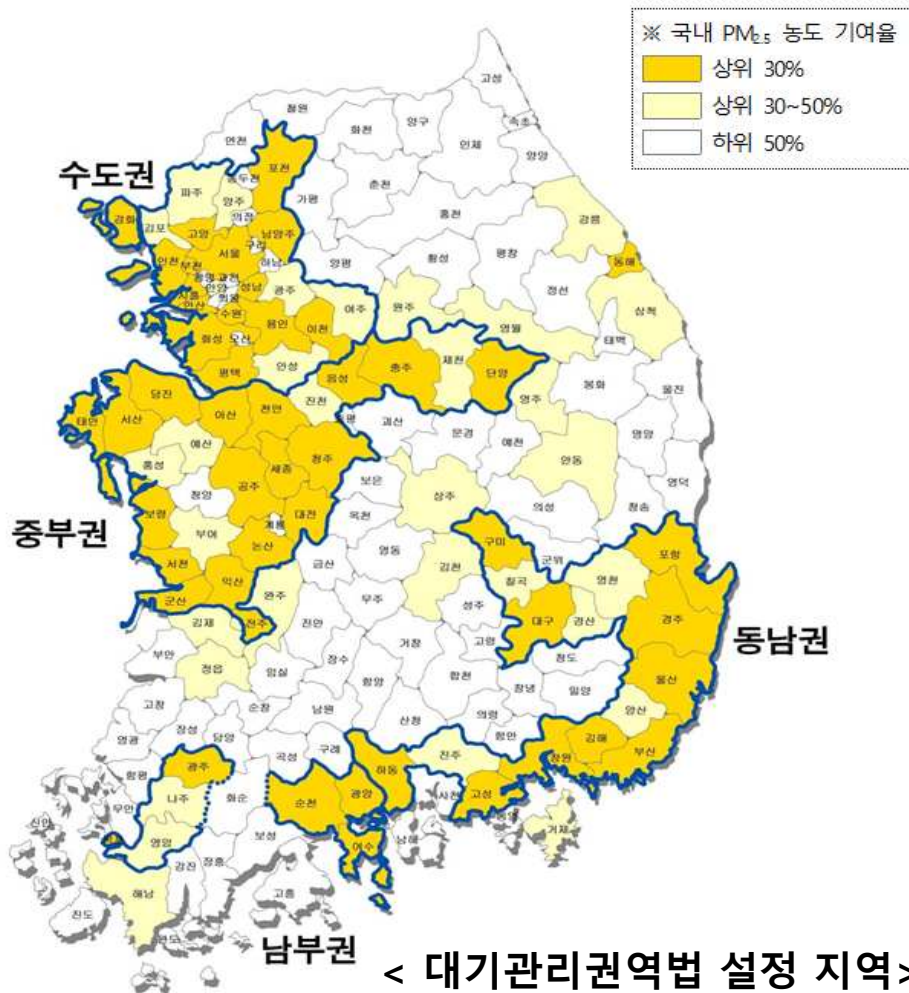 ※ 국내 PM2.5 농도 기여율
상위 30%
상위 30~50%
하위 50%
고성
철원
속초
연천
화천
양구
인제
양양
수도권
포천
동두천
파주
양주
춘천
가평
강화
의정
홍천
강릉
김포
고양
남양주
서울
구리
하남
인천
부천
양평
횡성
평창
동해
광명
과천
안양
성남
광주
정선
시흥
안산
수원
여주
원주
삼척
용인
이천
영월
태백
화성
오산
제천
평택
안성
음성
충주
단양
봉화
울진
당진
아산
천안
진천
영주
태안
서산
괴산
문경
예천
영양
예산
청주
안동
홍성
세종
영덕
청양
공주
보은
상주
의성
청송
중부권
보령
계룡
대전
옥천
부여
논산
구미
군위
포항
서천
금산
영동
김천
칠곡
영천
익산
완주
군산
무주
성주
대구
경산
경주
전주
김제
진안
고령
동남권
부안
거창
청도
정읍
임실
장수
합천
울산
함양
창녕
밀양
고창
순창
남원
양산
산청
의령
장성
담양
함안
김해
영광
곡성
구례
부산
진주
창원
함평
광주
하동
사천
고성
나주
화순
순천
광양
무안
신안
거제
영암
보성
여수
남해
강진
장흥
해남
고흥
진도
완도
남부권
< 대기관리권역법 설정 지역>